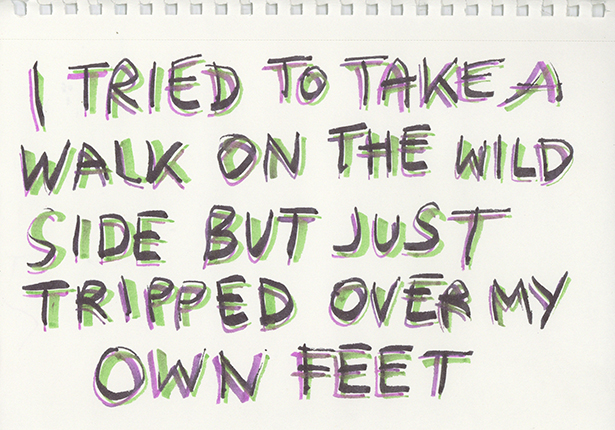 I TRIED TO TAKE A
WALK ON THE WILD
SIDE BUT JUST
TRIPPED OVER MY
OWN FEET